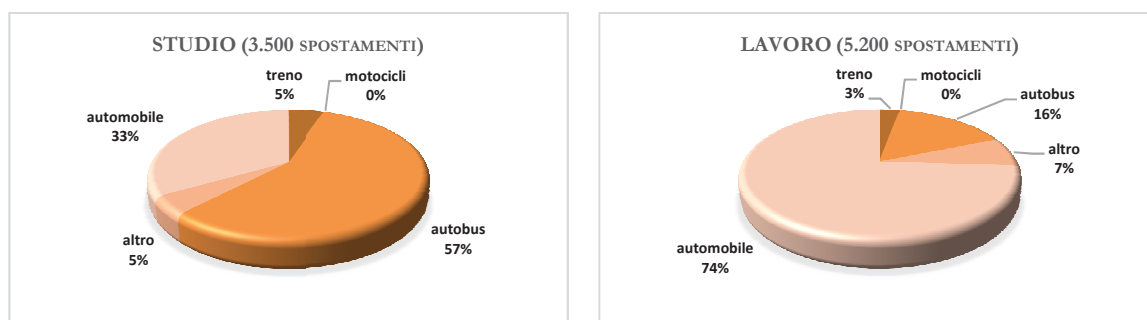 STUDIO (3.500 SPOSTAMENTI)
treno
5%
motocicli
0%
automobile
33%
altro
5%
autobus
57%
LAVORO (5.200 SPOSTAMENTI)
treno
3%
motocicli
0%
autobus
16%
altro
7%
automobile
74%